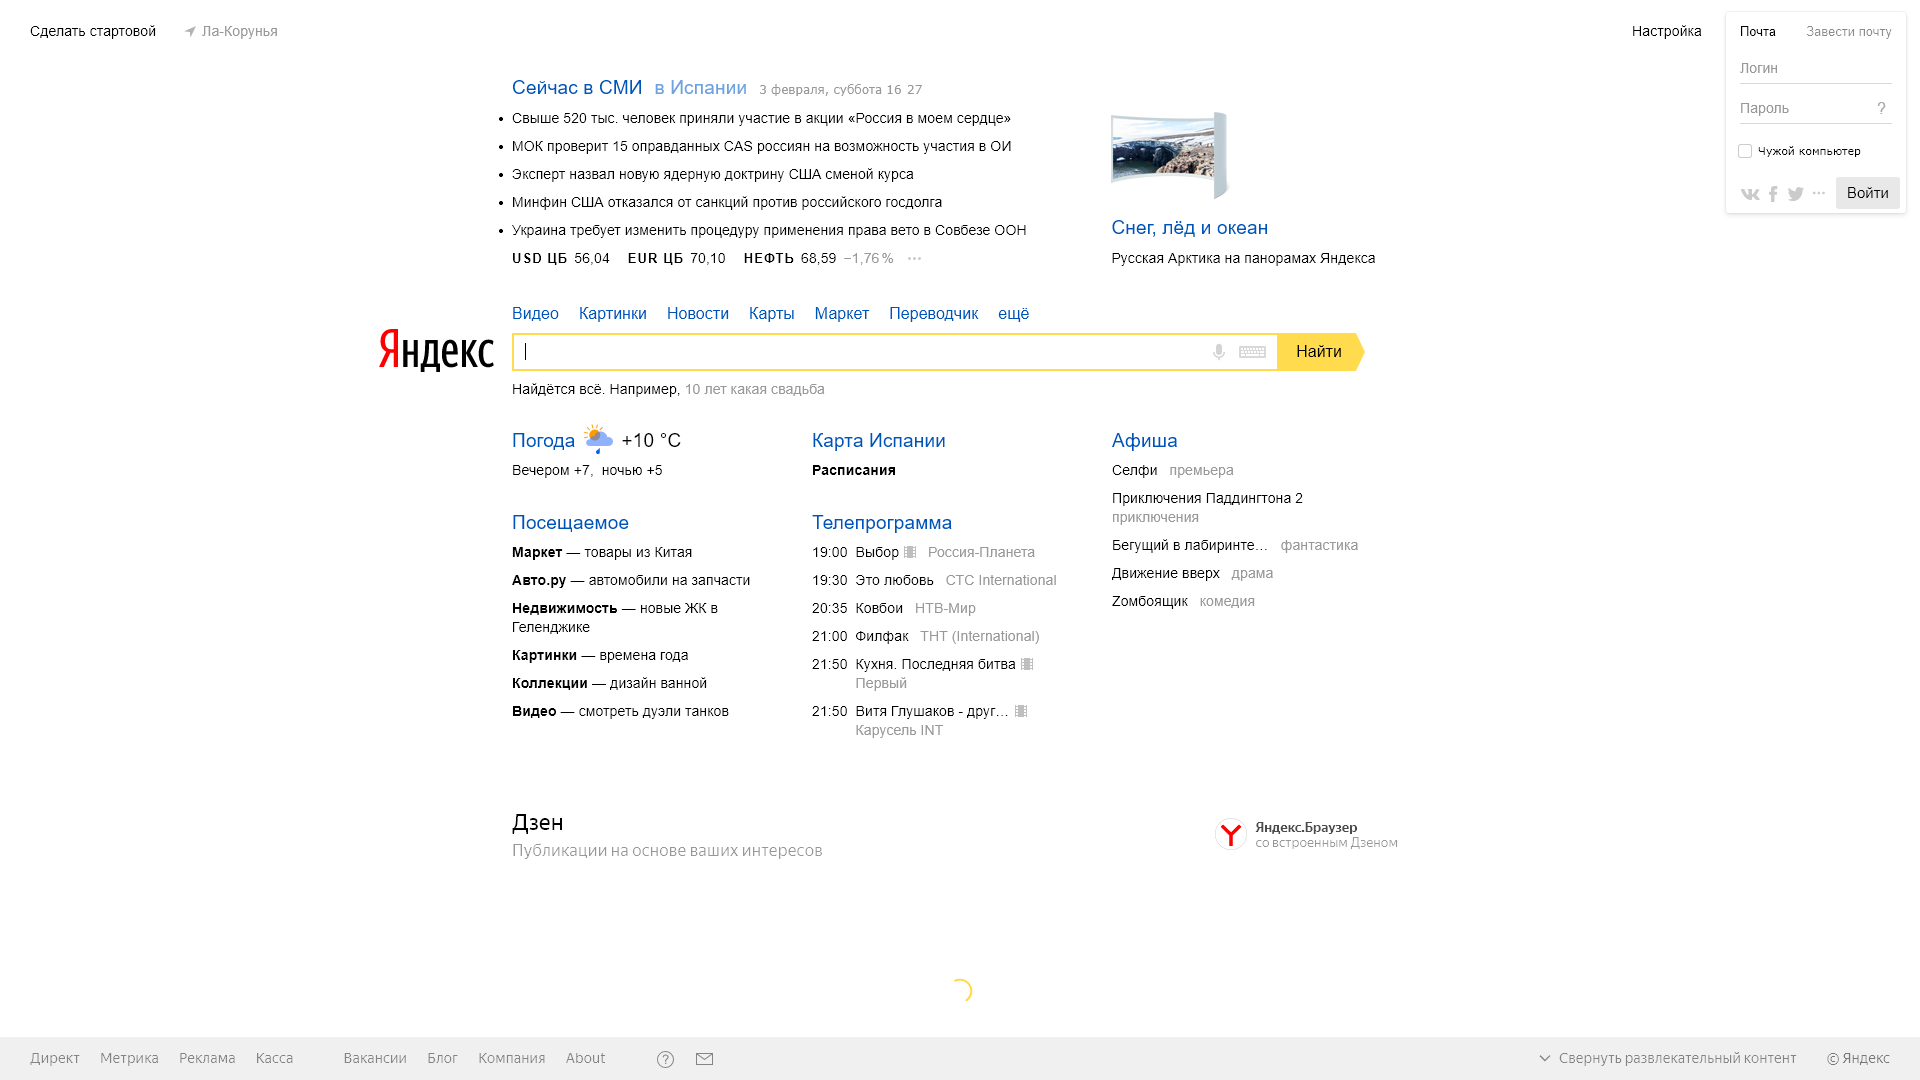 Сделать стартовой
Ла-Корунья
Настройка
Почта
Завести почту
Логин
Пароль
?
Чужой компьютер
Войти
Сейчас в СМИ в Испании 3 февраля, суббота 16 27
Свыше 520 тыс. человек приняли участие в акции «Россия в моем сердце»
МОК проверит 15 оправданных CAS россиян на возможность участия в ОИ
Эксперт назвал новую ядерную доктрину США сменой курса
Минфин США отказался от санкций против российского госдолга
Украина требует изменить процедуру применения права вето в Совбезе ООН
USD ЦБ 56,04 EUR ЦБ 70,10 НЕФТЬ 68,59 −1,76 % ···
Снег, лёд и океан
Русская Арктика на панорамах Яндекса
Видео Картинки Новости Карты Маркет Переводчик ещё
Яндекс
Найти
Найдётся всё. Например, 10 лет какая свадьба
Погода +10 °C
Вечером +7, ночью +5
Карта Испании
Расписания
Афиша
Селфи премьера
Приключения Паддингтона 2
приключения
Бегущий в лабиринте… фантастика
Движение вверх драма
Zомбоящик комедия
Посещаемое
Маркет — товары из Китая
Авто.ру — автомобили на запчасти
Недвижимость — новые ЖК в
Геленджике
Картинки — времена года
Коллекции — дизайн ванной
Видео — смотреть дуэли танков
Телепрограмма
19:00 Выбор Россия-Планета
19:30 Это любовь СТС International
20:35 Ковбои НТВ-Мир
21:00 Филфак ТНТ (International)
21:50 Кухня. Последняя битва
Первый
21:50 Витя Глушаков - друг…
Карусель INT
Дзен
Публикации на основе ваших интересов
Яндекс.Браузер
со встроенным Дзеном
Директ Метрика Реклама Касса Вакансии Блог Компания About ? Свернуть развлекательный контент © Яндекс